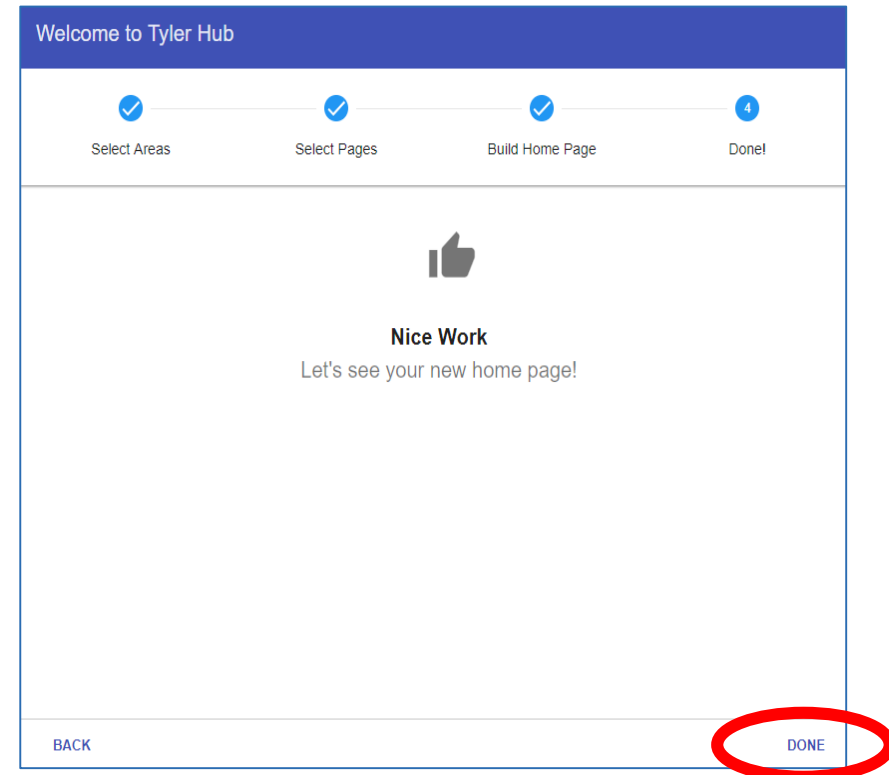 Welcome to Tyler Hub
4
Select Areas Select Pages Build Home Page Done!
Nice Work
Let's see your new home page!
BACK DONE